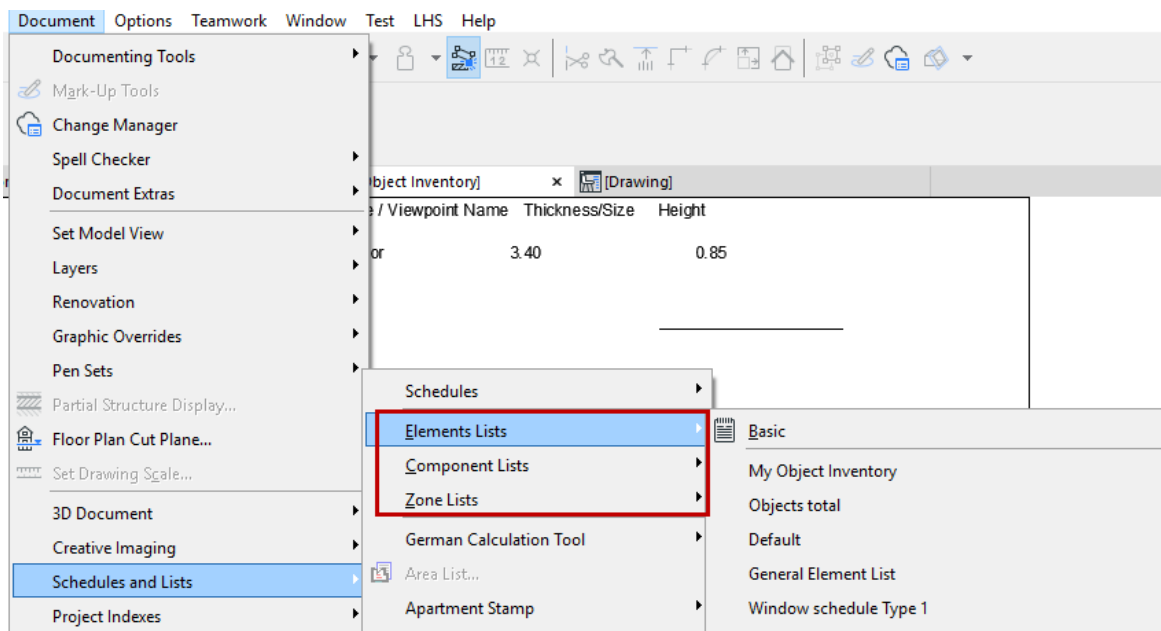 Document Options Teamwork Window Test LHS Help
Documenting Tools
Mark-Up Tools
Change Manager
Spell Checker
Document Extras
Set Model View
Layers
Renovation
Graphic Overrides
Pen Sets
Partial Structure Display...
Floor Plan Cut Plane...
Set Drawing Scale...
3D Document
Creative Imaging
Schedules and Lists
Project Indexes
bject Inventory]
[Drawing]
/ Viewpoint Name Thickness/Size Height
or 3.40 0.85
Schedules
Elements Lists
Component Lists
Zone Lists
German Calculation Tool
Area List...
Apartment Stamp
Basic
My Object Inventory
Objects total
Default
General Element List
Window schedule Type 1